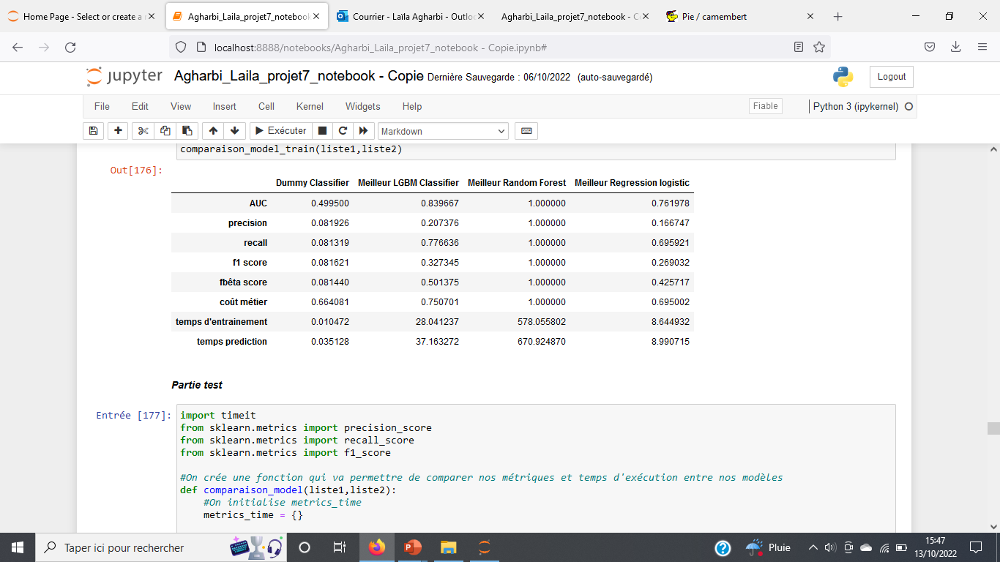 Home Page - Select or create a
Agharbi_Laila_projet7_notebook
Courrier - Laïla Agharbi - Outlo
Agharbi_Laila_projet7_notebook - C
Pie / camembert
localhost:8888/notebooks/Agharbi_Laila_projet7_notebook - Copie.ipynb#
jupyter Agharbi_Laila_projet7_notebook - Copie Dernière Sauvegarde : 06/10/2022 (auto-sauvegardé)
Logout
File Edit View Insert Cell Kernel Widgets Help
Fiable
Python 3 (ipykernel)
Exécuter
Markdown
comparaison_model_train(liste1,liste2)
Out[176]:
Dummy Classifier Meilleur LGBM Classifier Meilleur Random Forest Meilleur Regression logistic
AUC 0.499500 0.839667 1.000000 0.761978
precision 0.081926 0.207376 1.000000 0.166747
recall 0.081319 0.776636 1.000000 0.695921
f1 score 0.081621 0.327345 1.000000 0.269032
fbêta score 0.081440 0.501375 1.000000 0.425717
coût métier 0.664081 0.750701 1.000000 0.695002
temps d'entrainement 0.010472 28.041237 578.055802 8.644932
temps prediction 0.035128 37.163272 670.924870 8.990715
Partie test
Entrée [177]:
import timeit
from sklearn.metrics import precision_score
from sklearn.metrics import recall_score
from sklearn.metrics import f1_score
#On crée une fonction qui va permettre de comparer nos métriques et temps d'exécution entre nos modèles
def comparaison_model(liste1,liste2):
#On initialise metrics_time
metrics_time = {}
Taper ici pour rechercher
Pluie
15:47
13/10/2022